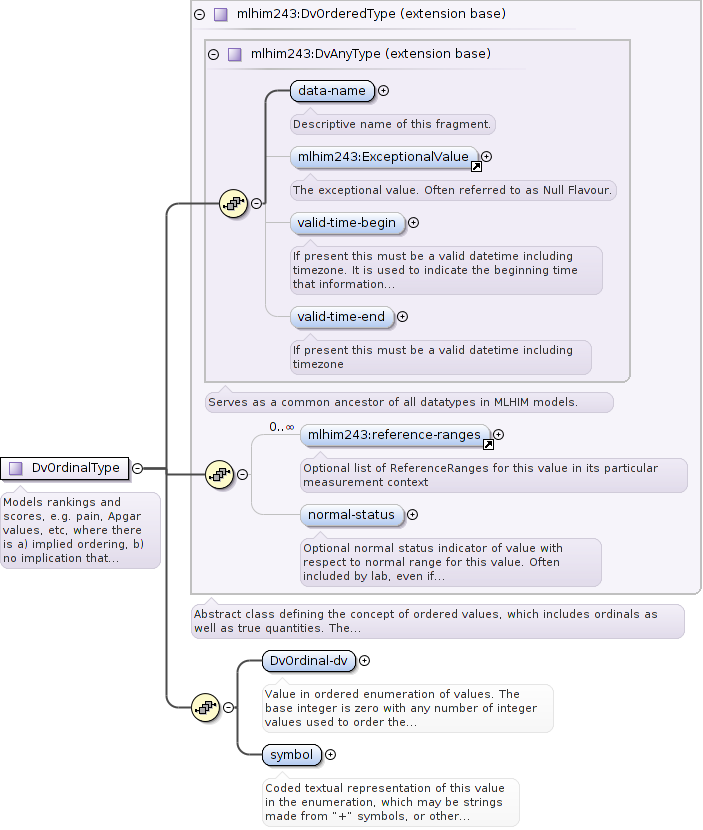 mlhim243:DvOrderedType (extension base)
mlhim243:DvAnyType (extension base)
data-name
Descriptive name of this fragment.
mlhim243:ExceptionalValue
The exceptional value. Often referred to as Null Flavour.
valid-time-begin
If present this must be a valid datetime including
timezone. It is used to indicate the beginning time
that information...
valid-time-end
If present this must be a valid datetime including
timezone
Serves as a common ancestor of all datatypes in MLHIM models.
0..∞
mlhim243:reference-ranges
Optional list of ReferenceRanges for this value in its particular
measurement context
normal-status
Optional normal status indicator of value with
respect to normal range for this value. Often
included by lab, even if...
Abstract class defining the concept of ordered values, which includes ordinals as
well as true quantities. The...
DvOrdinalType
Models rankings and
scores, e.g. pain, Apgar
values, etc, where there
is a) implied ordering, b)
no implication that...
DvOrdinal-dv
Value in ordered enumeration of values. The
base integer is zero with any number of integer
values used to order the...
symbol
Coded textual representation of this value
in the enumeration, which may be strings
made from "+" symbols, or other...